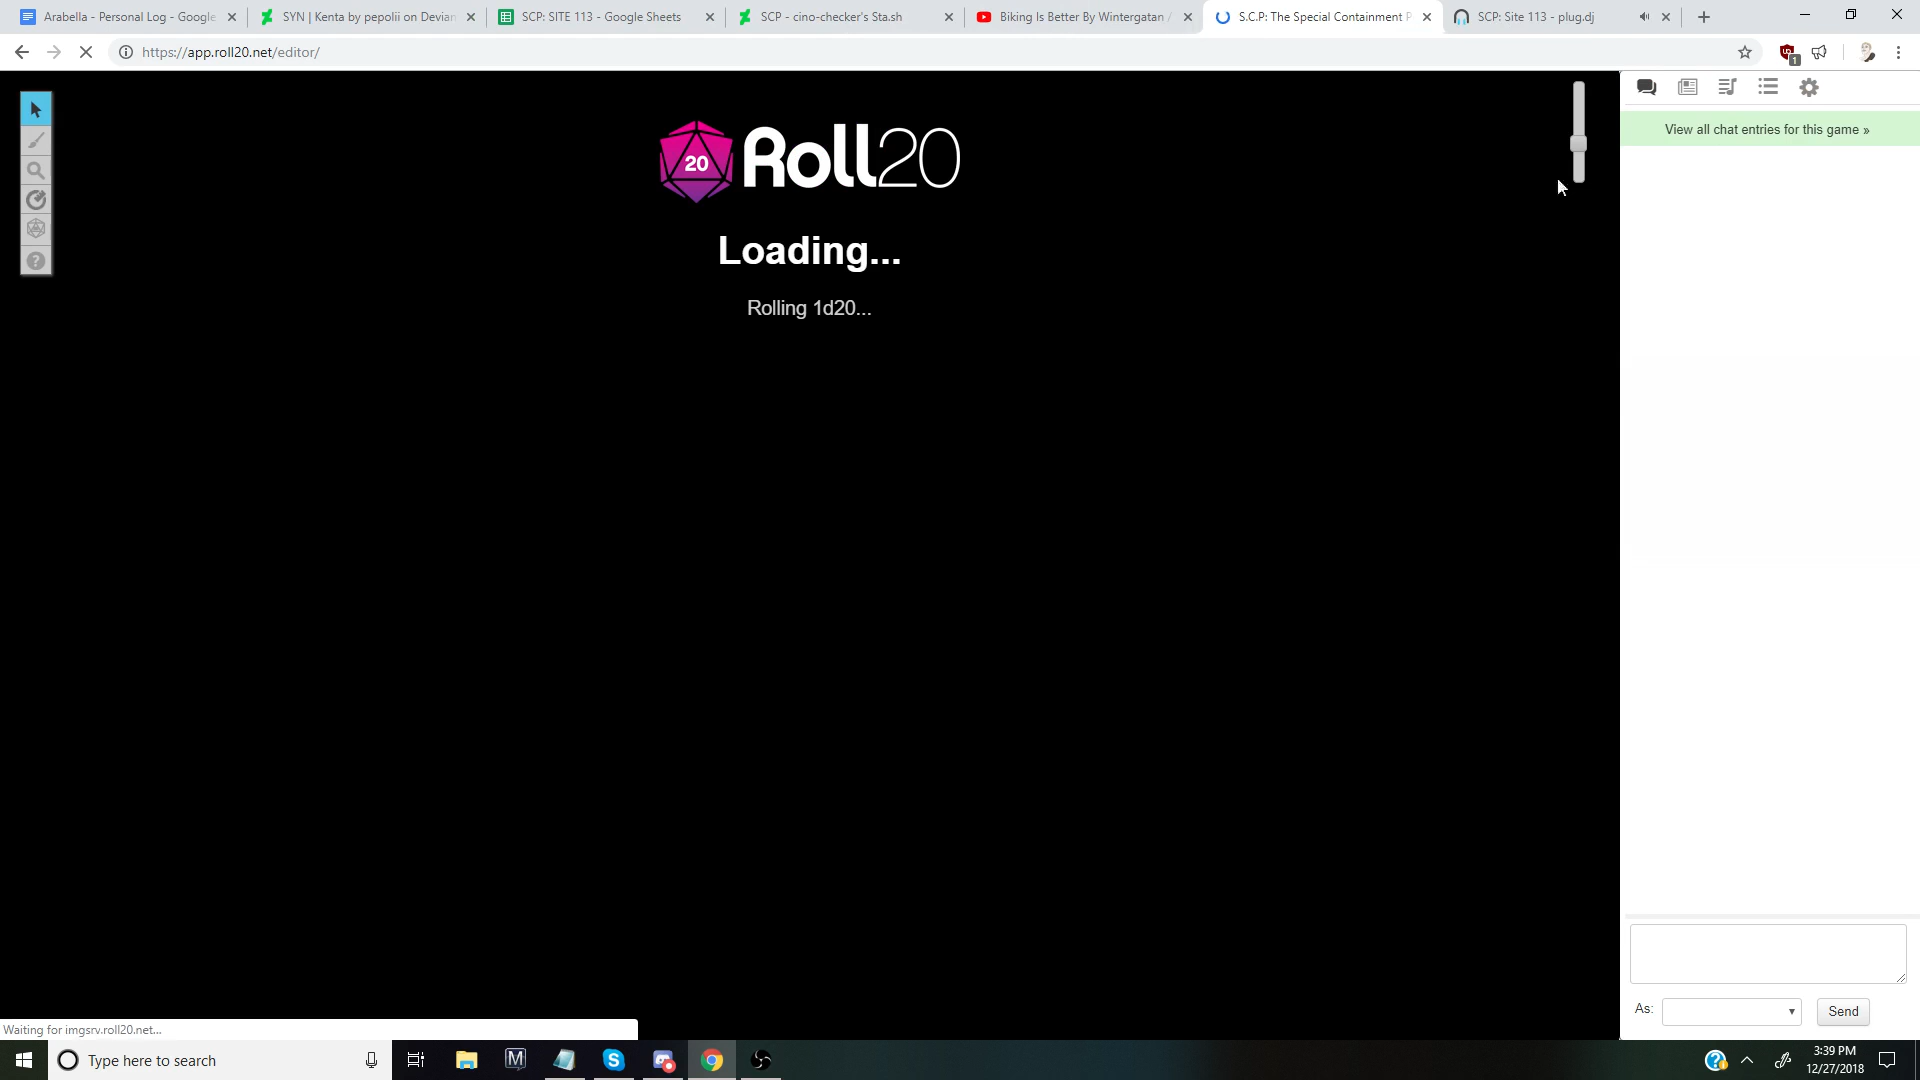 Arabella - Personal Log - Google
SYN | Kenta by pepolii on Devian
SCP: SITE 113 - Google Sheets
SCP - cino-checker's Sta.sh
Biking Is Better By Wintergatan /
S.C.P: The Special Containment P
SCP: Site 113 - plug.dj
https://app.roll20.net/editor/
1
View all chat entries for this game »
20
Roll20
Loading...
Rolling 1d20...
As:
Send
Waiting for imgsrv.roll20.net...
Type here to search
3:39 PM
12/27/2018